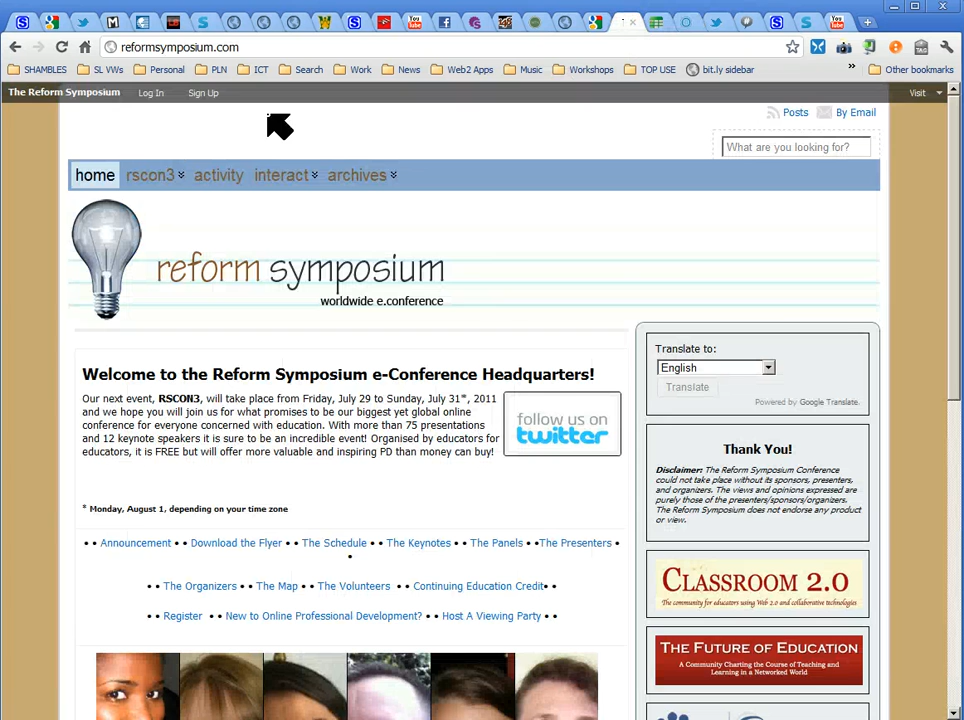 reformsymposium.com
SHAMBLES SL VWs Personal PLN ICT Search Work News Web2 Apps Music Workshops TOP USE bit.ly sidebar » Other bookmarks
The Reform Symposium Log In Sign Up Visit
Posts By Email
What are you looking for?
home rscon3 activity interact archives
reform symposium
worldwide e.conference
Translate to:
English
Translate
Powered by Google Translate.
Welcome to the Reform Symposium e-Conference Headquarters!
Our next event, RSCON3, will take place from Friday, July 29 to Sunday, July 31*, 2011
and we hope you will join us for what promises to be our biggest yet global online
conference for everyone concerned with education. With more than 75 presentations
and 12 keynote speakers it is sure to be an incredible event! Organised by educators for
educators, it is FREE but will offer more valuable and inspiring PD than money can buy!
follow us on
twitter
* Monday, August 1, depending on your time zone
• • Announcement • • Download the Flyer • • The Schedule • • The Keynotes • • The Panels • •The Presenters •
•
• • The Organizers • • The Map • • The Volunteers • • Continuing Education Credit• •
• • Register • • New to Online Professional Development? • • Host A Viewing Party • •
Thank You!
Disclaimer: The Reform Symposium Conference
could not take place without its sponsors, presenters,
and organizers. The views and opinions expressed are
purely those of the presenters/sponsors/organizers.
The Reform Symposium does not endorse any product
or view.
CLASSROOM 2.0
The community for educators using Web 2.0 and collaborative technologies
THE FUTURE OF EDUCATION
A Community Charting the Course of Teaching and
Learning in a Networked World